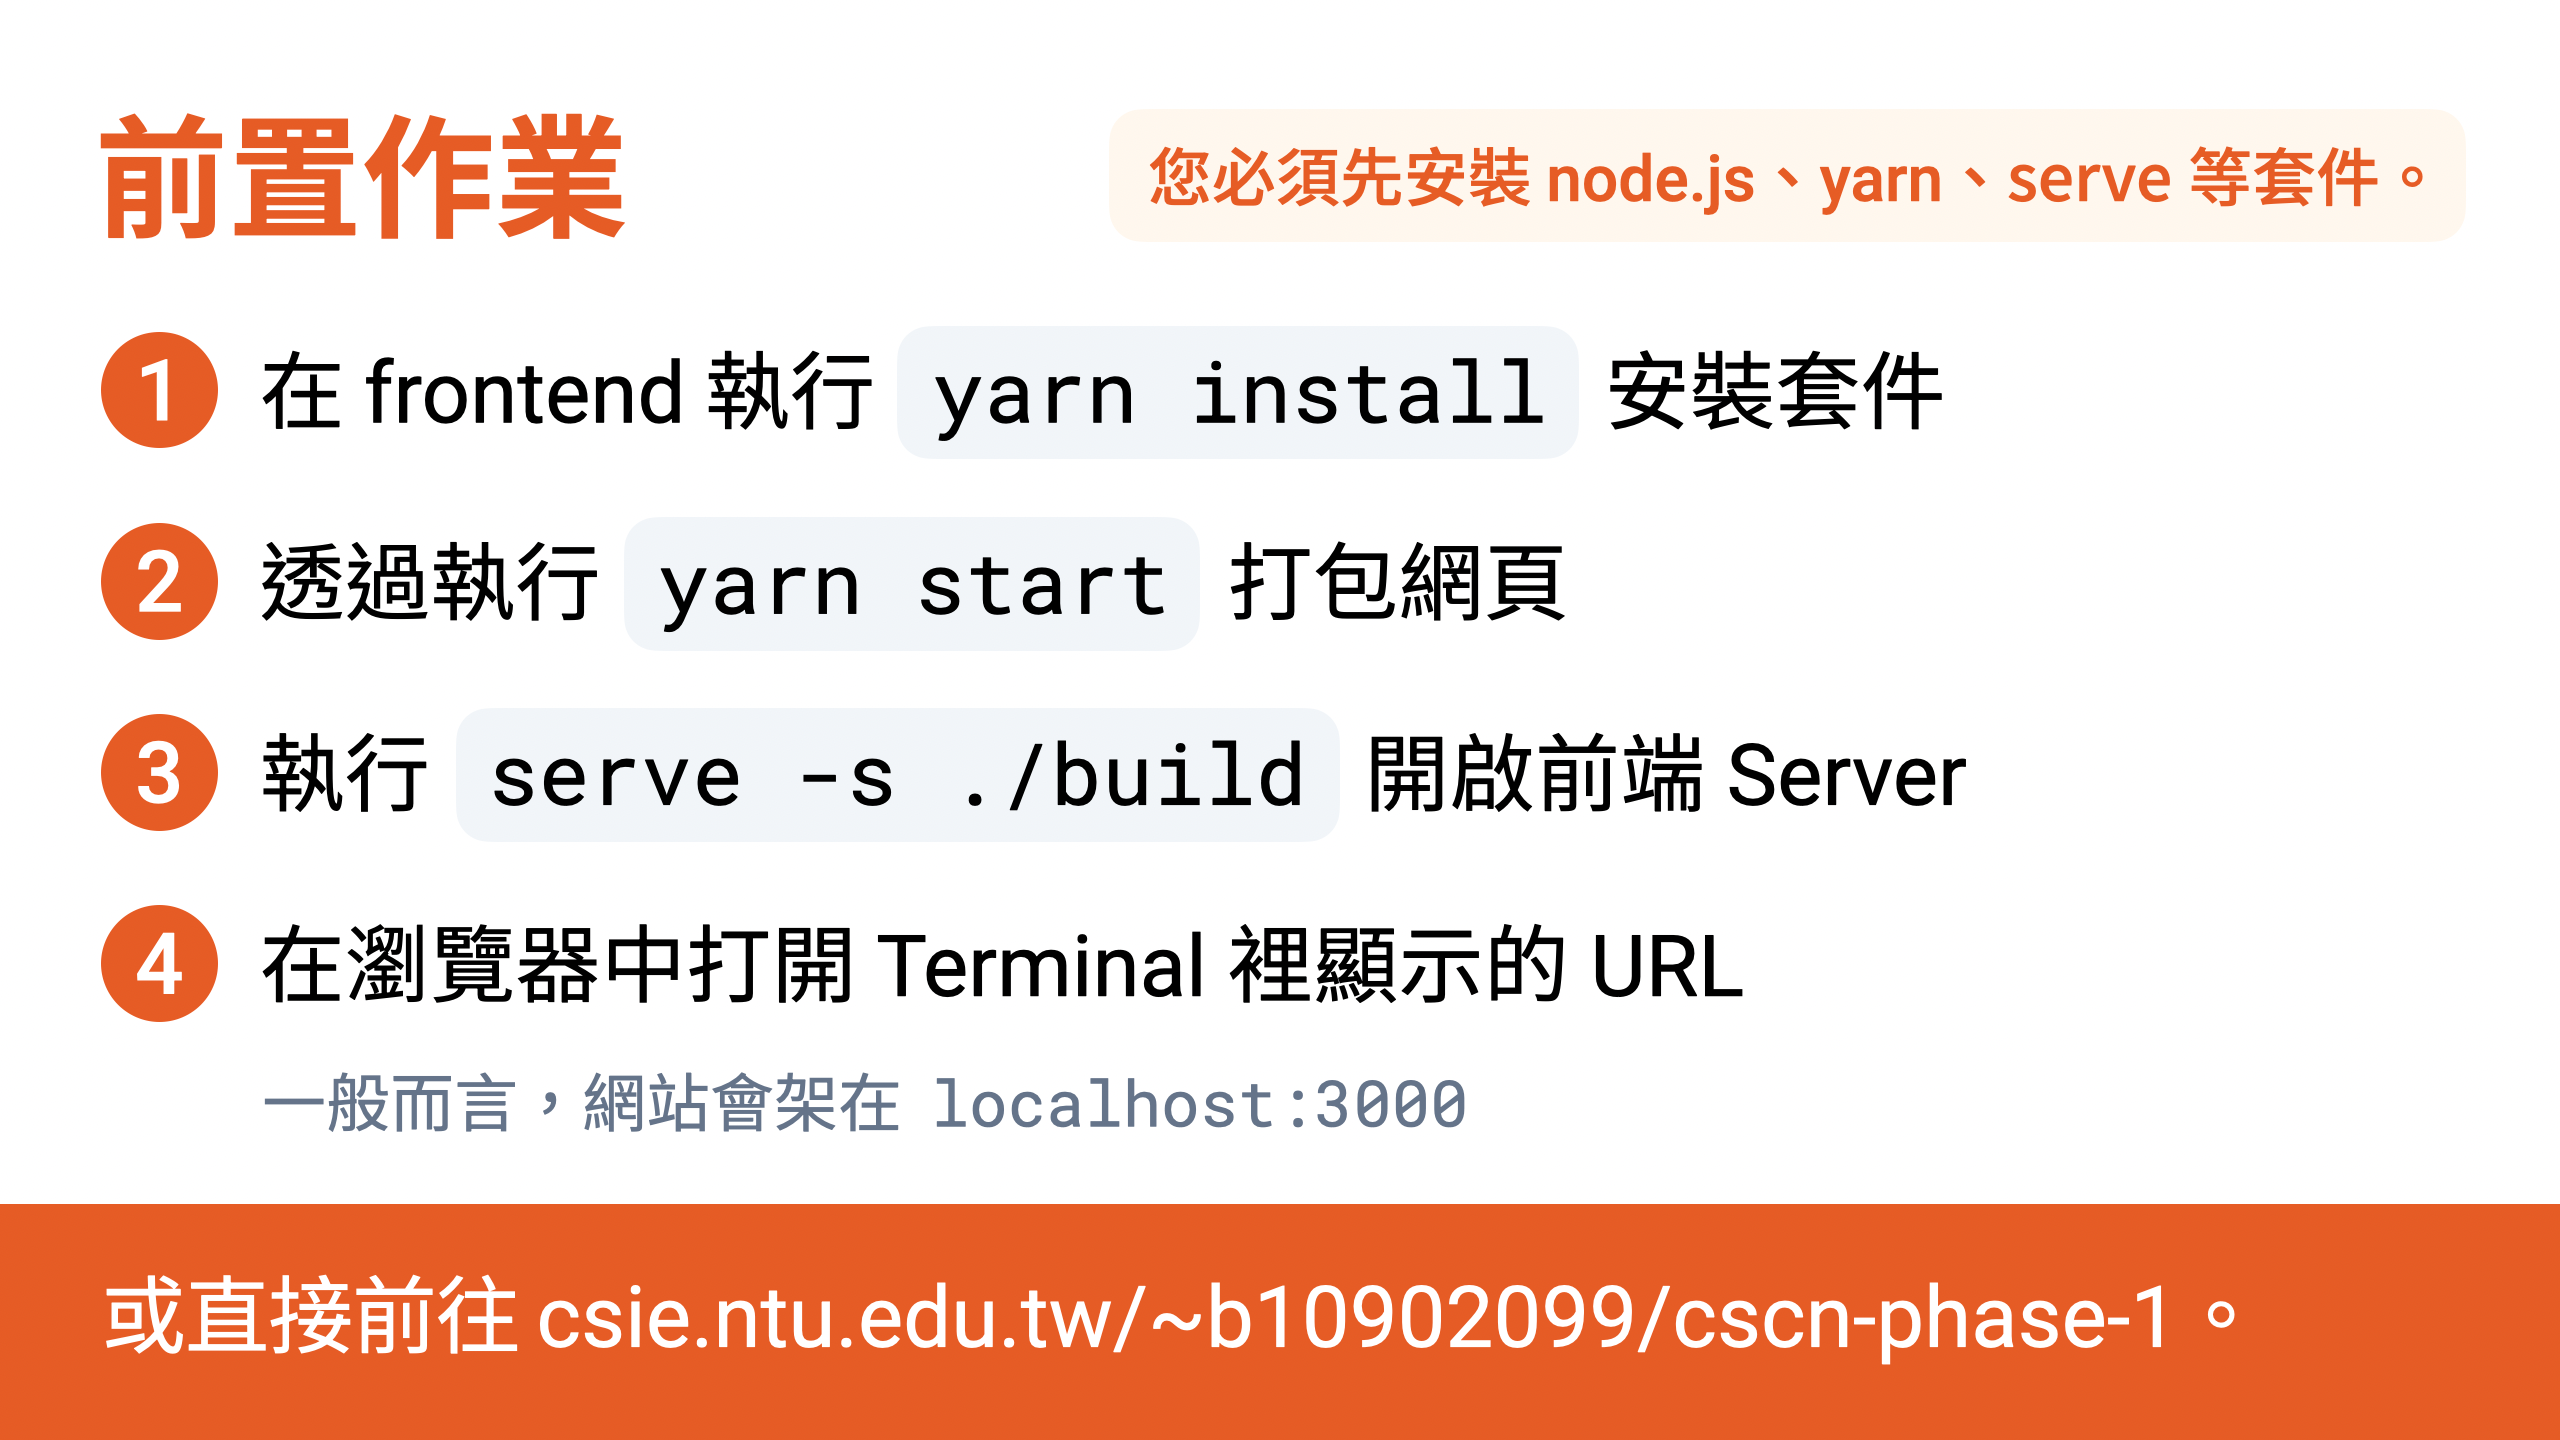 前置作業
您必須先安裝 node.js、yarn、serve 等套件。
1 在 frontend 執行 yarn install 安裝套件
2 透過執行 yarn start 打包網頁
3 執行 serve -s ./build 開啟前端 Server
4 在瀏覽器中打開 Terminal 裡顯示的 URL
一般而言，網站會架在 localhost:3000
或直接前往 csie.ntu.edu.tw/~b10902099/cscn-phase-1。